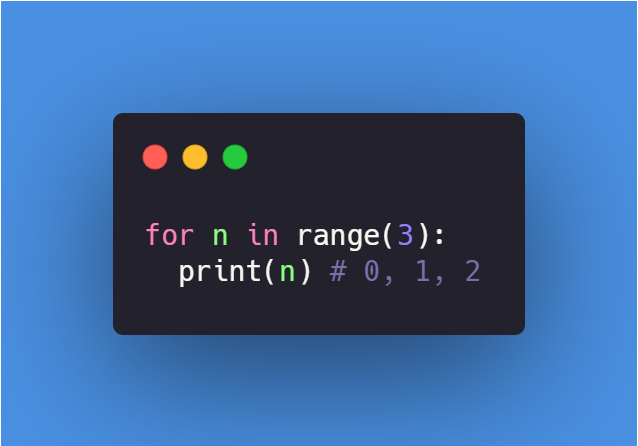 for n in range(3):
  print(n) # 0, 1, 2